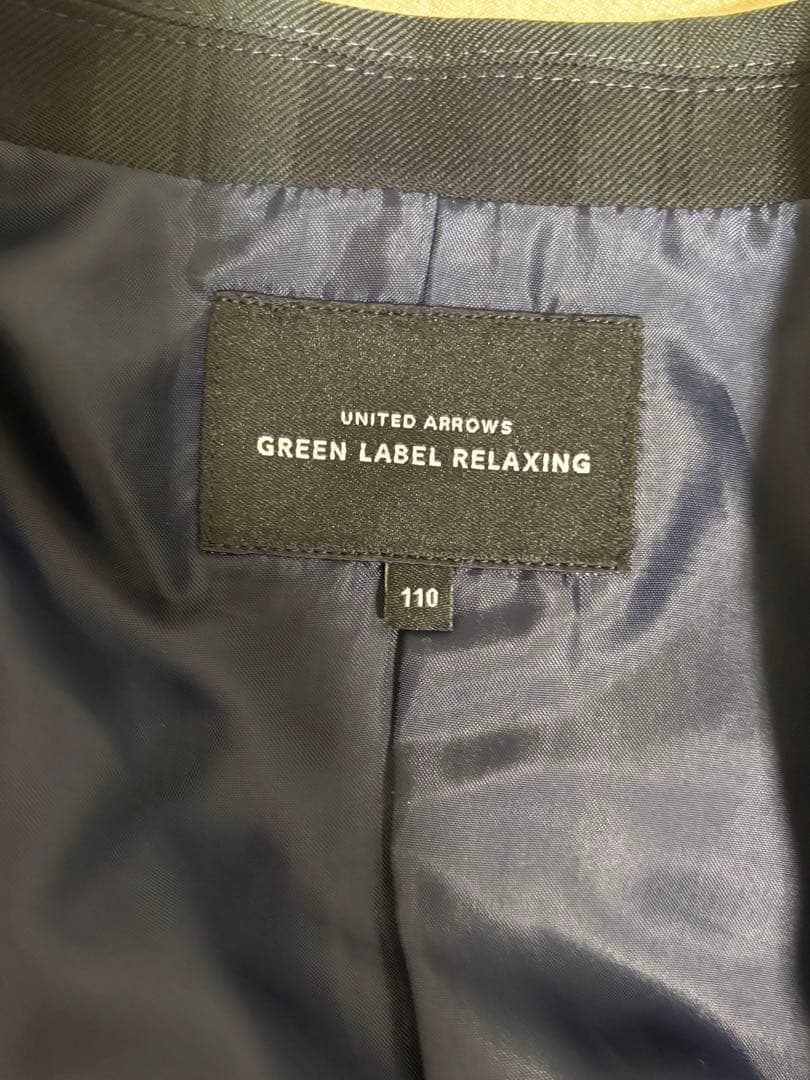 UNITED ARROWS
GREEN LABEL RELAXING
110